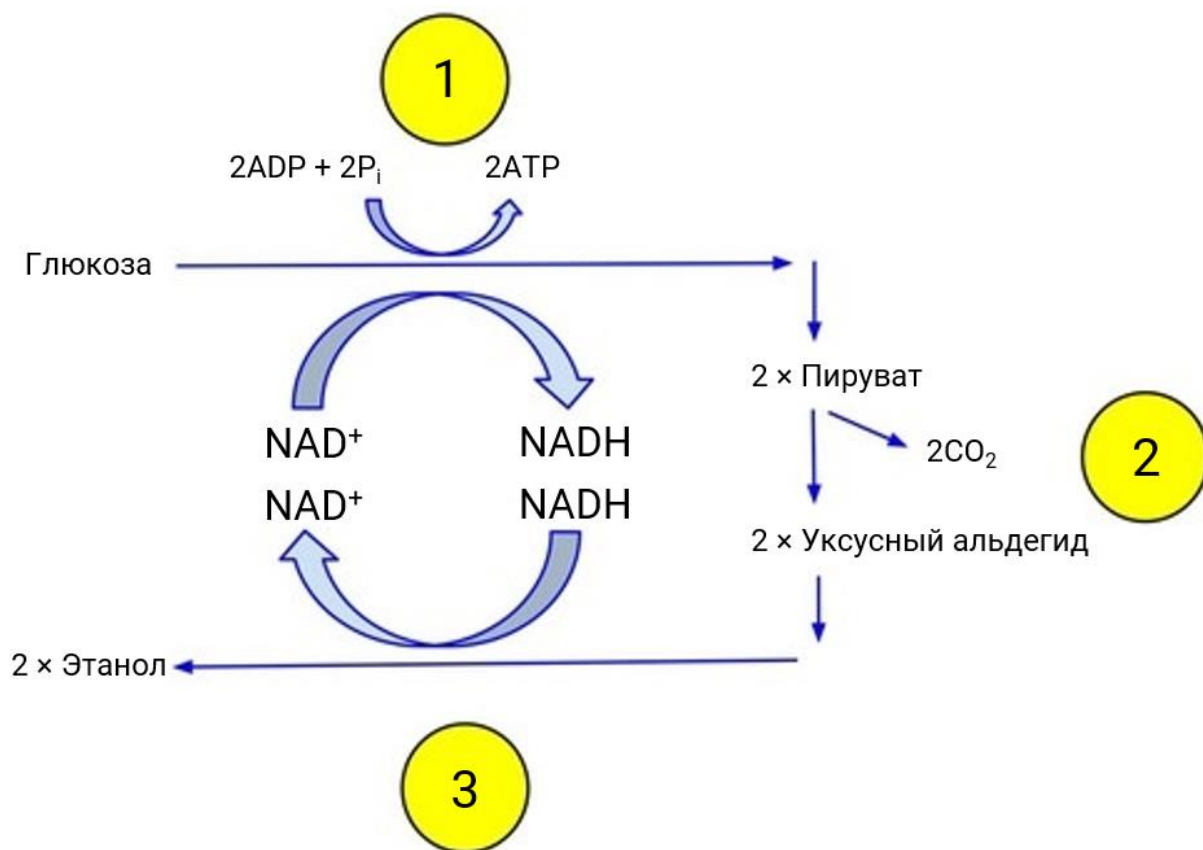 1
2ADP + 2Pᵢ 2ATP
Глюкоза
2 × Пируват
2CO₂
2
NAD⁺ NADH
NAD⁺ NADH
2 × Уксусный альдегид
2 × Этанол
3